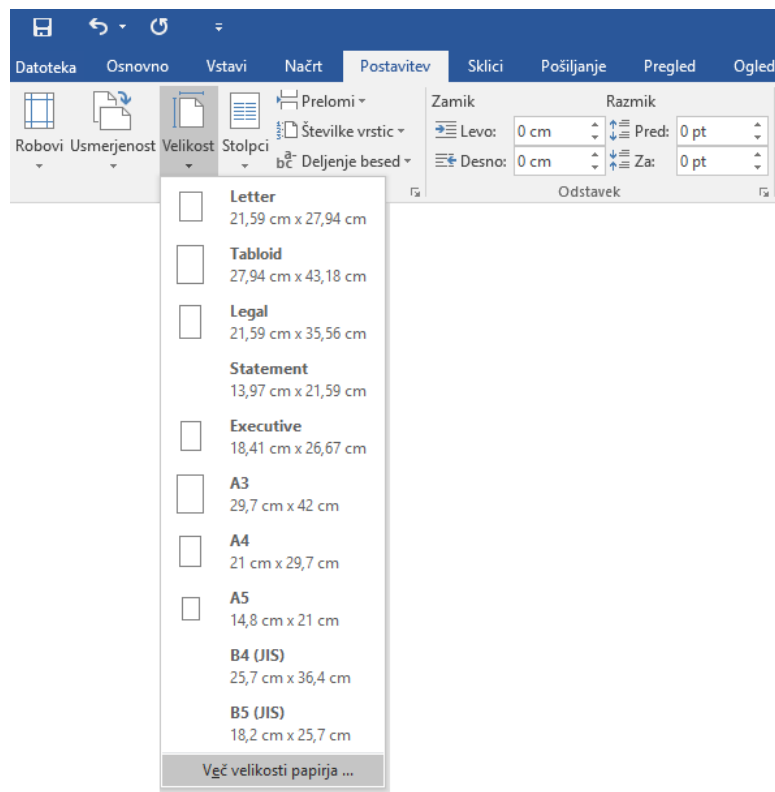 Datoteka Osnovno Vstavi Načrt Postavitev Sklici Pošiljanje Pregled Ogled
Robovi Usmerjenost Velikost Stolpci
Prelomi
Številke vrstic
Deljenje besed
Zamik Razmik
Levo: 0 cm Pred: 0 pt
Desno: 0 cm Za: 0 pt
Odstavek
Letter
21,59 cm x 27,94 cm
Tabloid
27,94 cm x 43,18 cm
Legal
21,59 cm x 35,56 cm
Statement
13,97 cm x 21,59 cm
Executive
18,41 cm x 26,67 cm
A3
29,7 cm x 42 cm
A4
21 cm x 29,7 cm
A5
14,8 cm x 21 cm
B4 (JIS)
25,7 cm x 36,4 cm
B5 (JIS)
18,2 cm x 25,7 cm
Več velikosti papirja ...